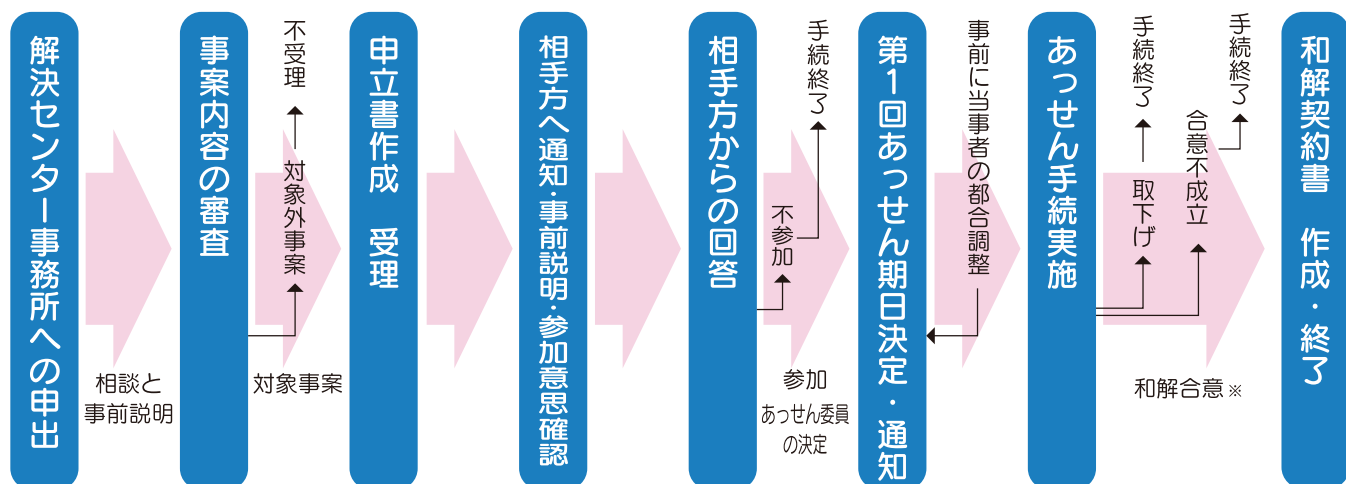 解決センター事務所への申出
相談と
事前説明
事案内容の審査
不受理
対象外事案
対象事案
申立書作成　受理
相手方へ通知・事前説明・参加意思確認
相手方からの回答
手続終了
不参加
参加
あっせん委員
の決定
第1回あっせん期日決定・通知
事前に当事者の都合調整
あっせん手続実施
手続終了
取下げ
手続終了
合意不成立
和解合意※
和解契約書　作成・終了